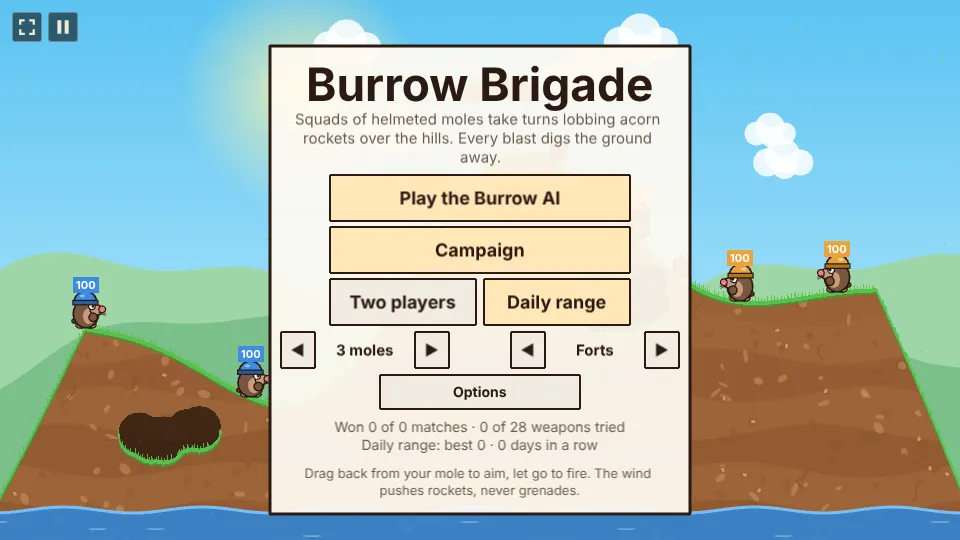 Burrow Brigade
Squads of helmeted moles take turns lobbing acorn
rockets over the hills. Every blast digs the ground
away.
Play the Burrow AI
Campaign
Two players
Daily range
3 moles
Forts
Options
Won 0 of 0 matches · 0 of 28 weapons tried
Daily range: best 0 · 0 days in a row
Drag back from your mole to aim, let go to fire. The wind
pushes rockets, never grenades.
100
100
100
100